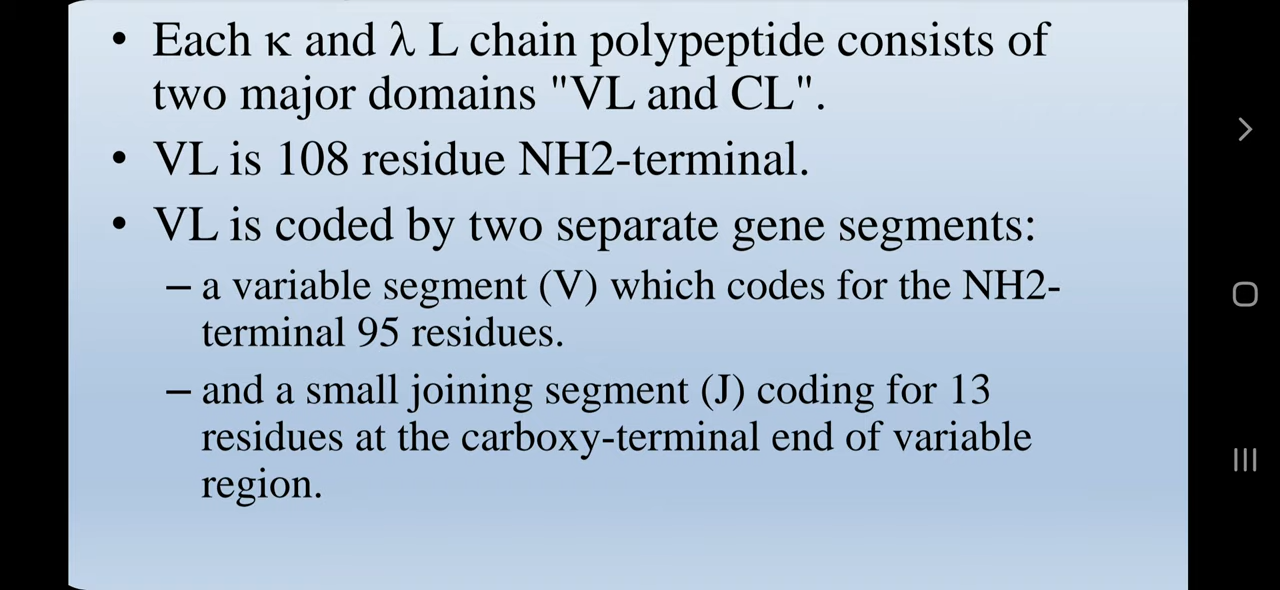 • Each κ and λ L chain polypeptide consists of
two major domains "VL and CL".
• VL is 108 residue NH2-terminal.
• VL is coded by two separate gene segments:
– a variable segment (V) which codes for the NH2-
terminal 95 residues.
– and a small joining segment (J) coding for 13
residues at the carboxy-terminal end of variable
region.